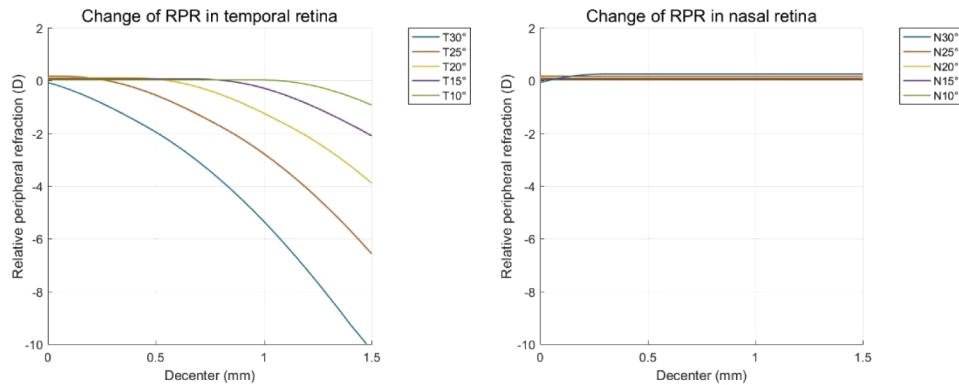 Change of RPR in temporal retina
Relative peripheral refraction (D)
2
0
-2
-4
-6
-8
-10
0 0.5 1 1.5
Decenter (mm)
T30°
T25°
T20°
T15°
T10°
Change of RPR in nasal retina
Relative peripheral refraction (D)
2
0
-2
-4
-6
-8
-10
0 0.5 1 1.5
Decenter (mm)
N30°
N25°
N20°
N15°
N10°